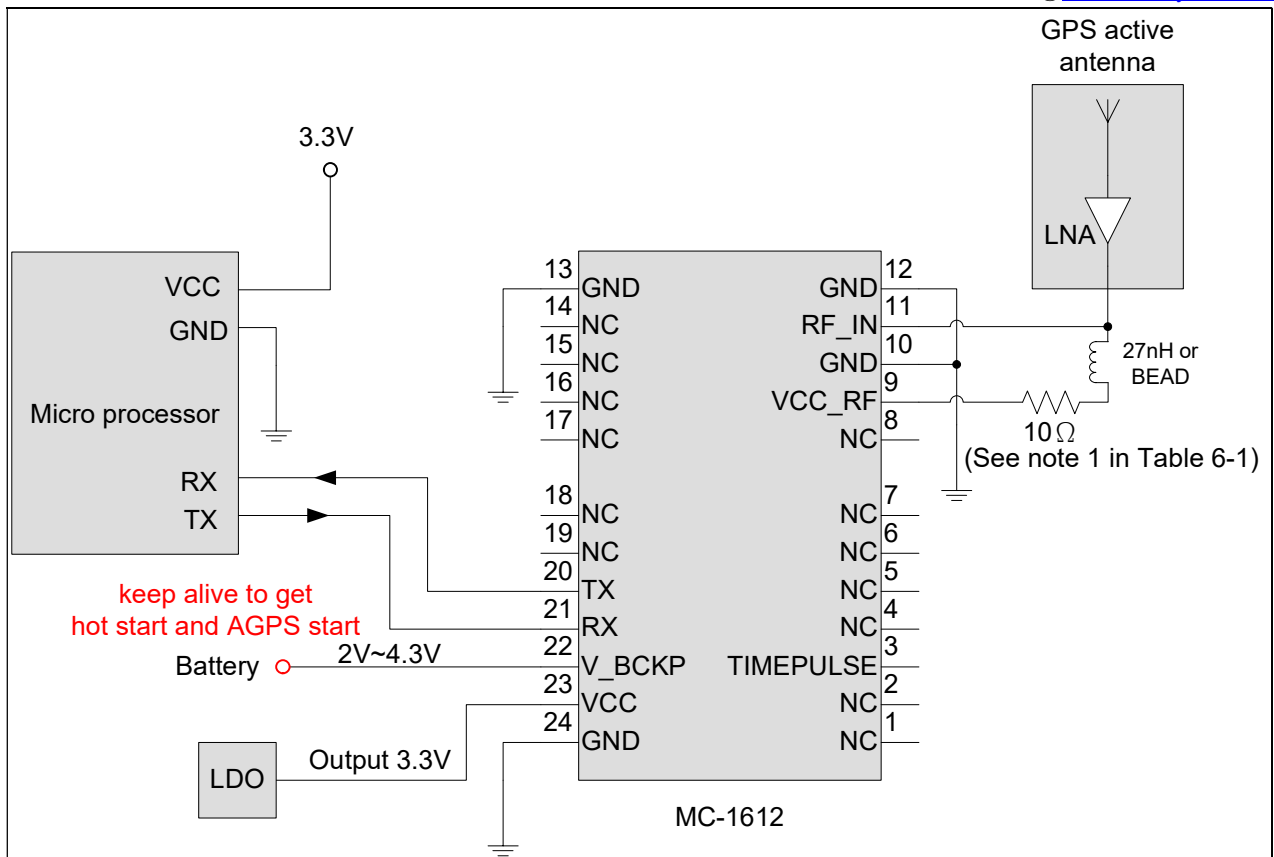 GPS active
antenna
LNA
3.3V
VCC
GND
Micro processor
RX
TX
keep alive to get
hot start and AGPS start
Battery
2V~4.3V
LDO
Output 3.3V
13 GND
14 NC
15 NC
16 NC
17 NC
18 NC
19 NC
20 TX
21 RX
22 V_BCKP
23 VCC
24 GND
GND 12
RF_IN 11
GND 10
VCC_RF 9
NC 8
NC 7
NC 6
NC 5
NC 4
TIMEPULSE 3
NC 2
NC 1
27nH or
BEAD
10Ω
(See note 1 in Table 6-1)
MC-1612